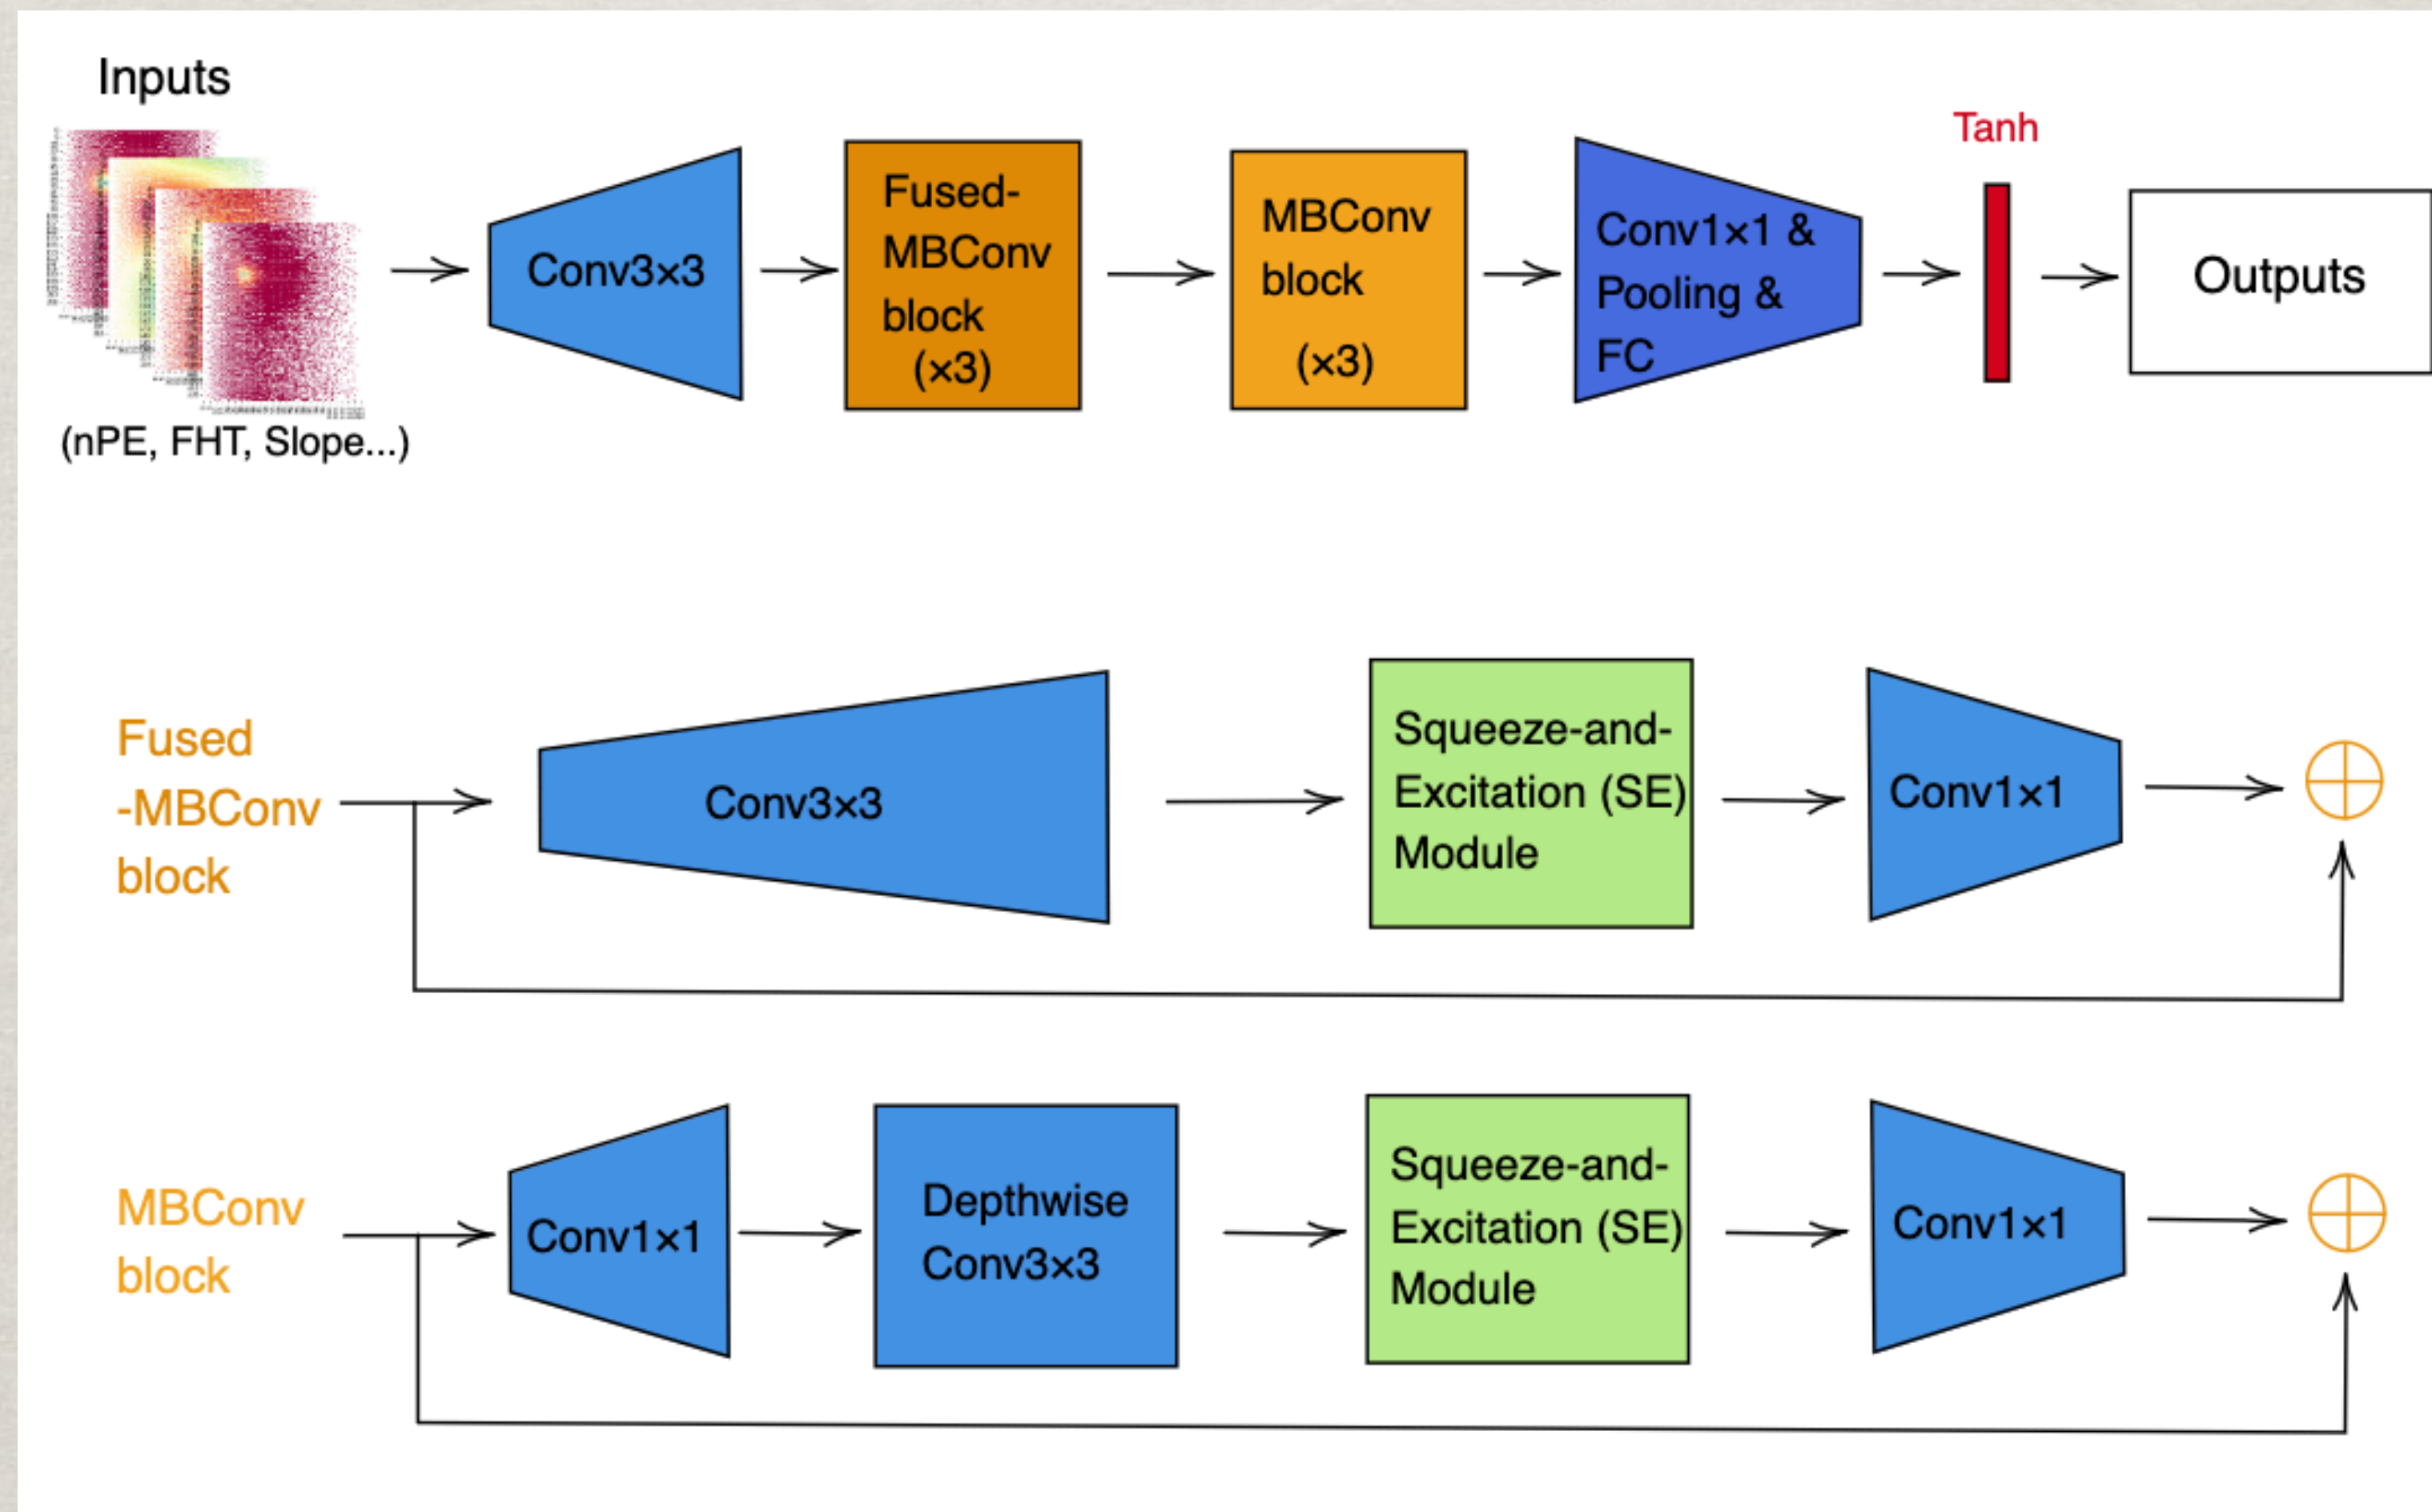 Inputs
(nPE, FHT, Slope...)
Conv3×3
Fused-
MBConv
block
(×3)
MBConv
block
(×3)
Conv1×1 &
Pooling &
FC
Tanh
Outputs
Fused
-MBConv
block
Conv3×3
Squeeze-and-
Excitation (SE)
Module
Conv1×1
MBConv
block
Conv1×1
Depthwise
Conv3×3
Squeeze-and-
Excitation (SE)
Module
Conv1×1